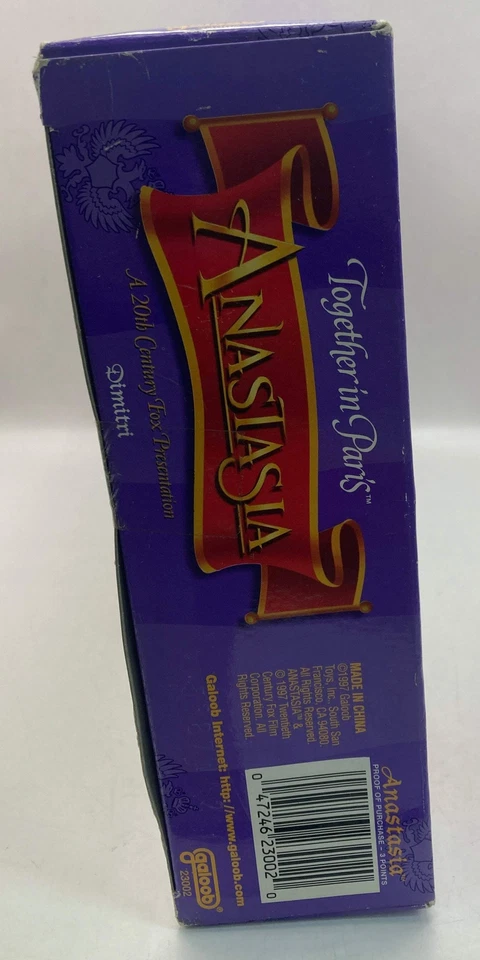 Together in Paris™
ANASTASIA
A 20th Century Fox Presentation
Dimitri
MADE IN CHINA
©1997 Galoob
Toys, Inc. South San
Francisco, CA 94080.
All Rights Reserved.
ANASTASIA™ &
© 1997 Twentieth
Century Fox Film
Corporation. All
Rights Reserved.
Galoob Internet: http://www.galoob.com
Anastasia
PROOF OF PURCHASE - 3 POINTS
0 47246 23002 0
galoob®
23002